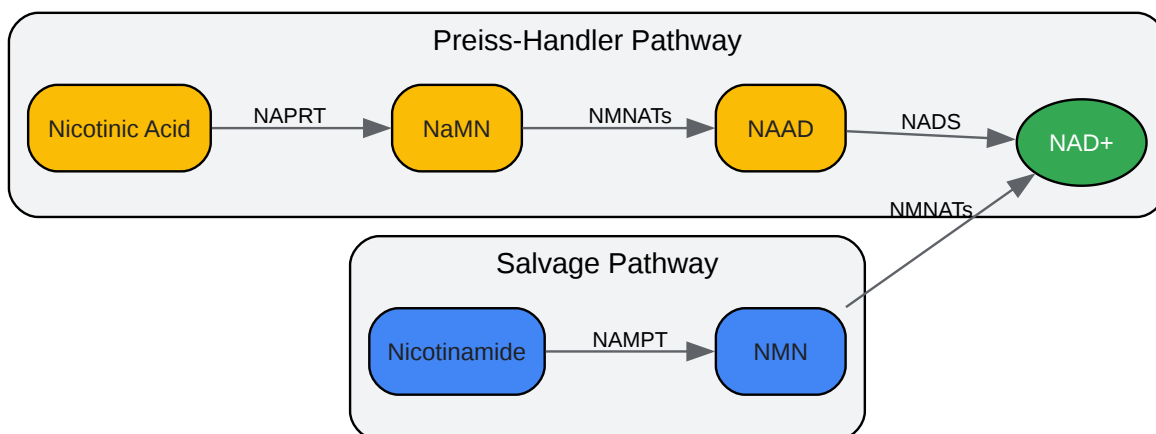 Preiss-Handler Pathway
Nicotinic Acid
NAPRT
NaMN
NMNATs
NAAD
NADS
NAD+
NMNATs
Salvage Pathway
Nicotinamide
NAMPT
NMN